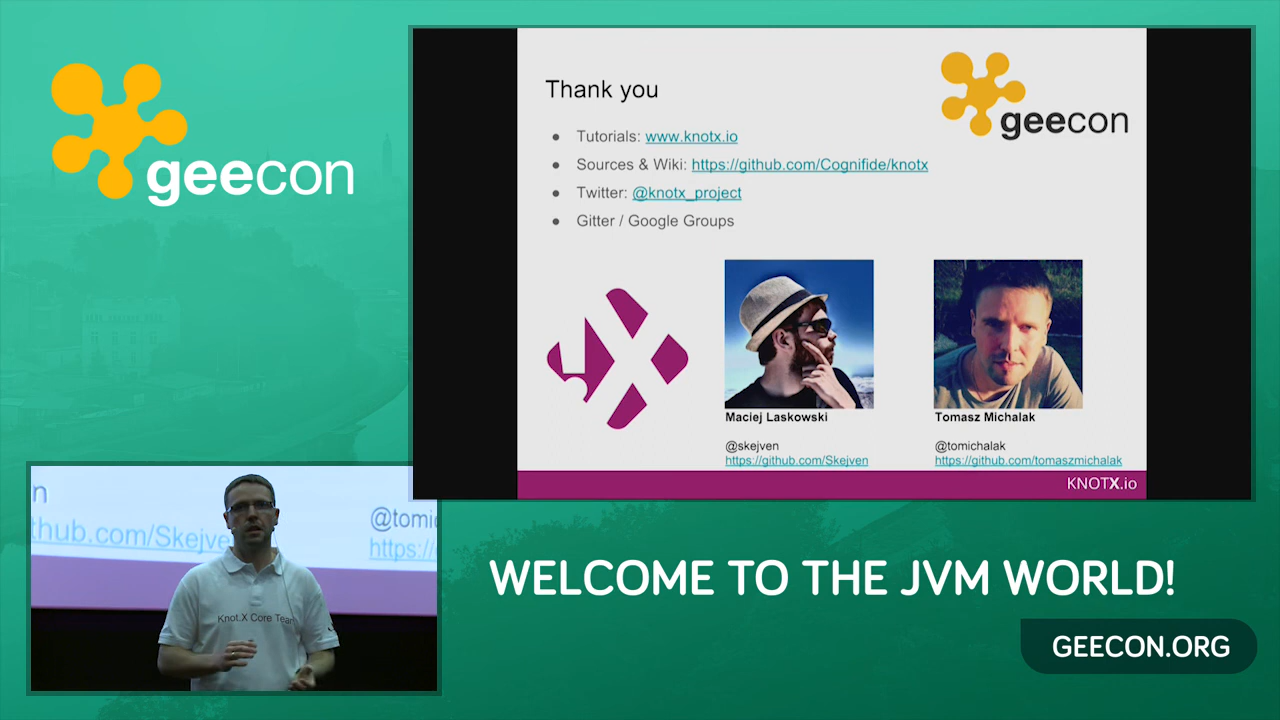 geecon
Thank you
geecon
● Tutorials: www.knotx.io
● Sources & Wiki: https://github.com/Cognifide/knotx
● Twitter: @knotx_project
● Gitter / Google Groups
Maciej Laskowski
Tomasz Michalak
@skejven
@tomichalak
https://github.com/Skejven
https://github.com/tomaszmichalak
KNOTX.io
n
thub.com/Skejve
@tomic
https://
Knot.X Core Team
WELCOME TO THE JVM WORLD!
GEECON.ORG